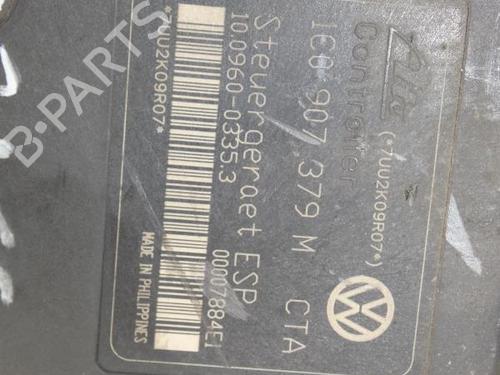 Ate
Controller
(*7UU2K09R07*)
1C0 907 379 M CTA
Steuergeraet ESP
10.0960-0335.3
00007884E1
*7UU2K09R07*
MADE IN PHILIPPINES
B-PARTS